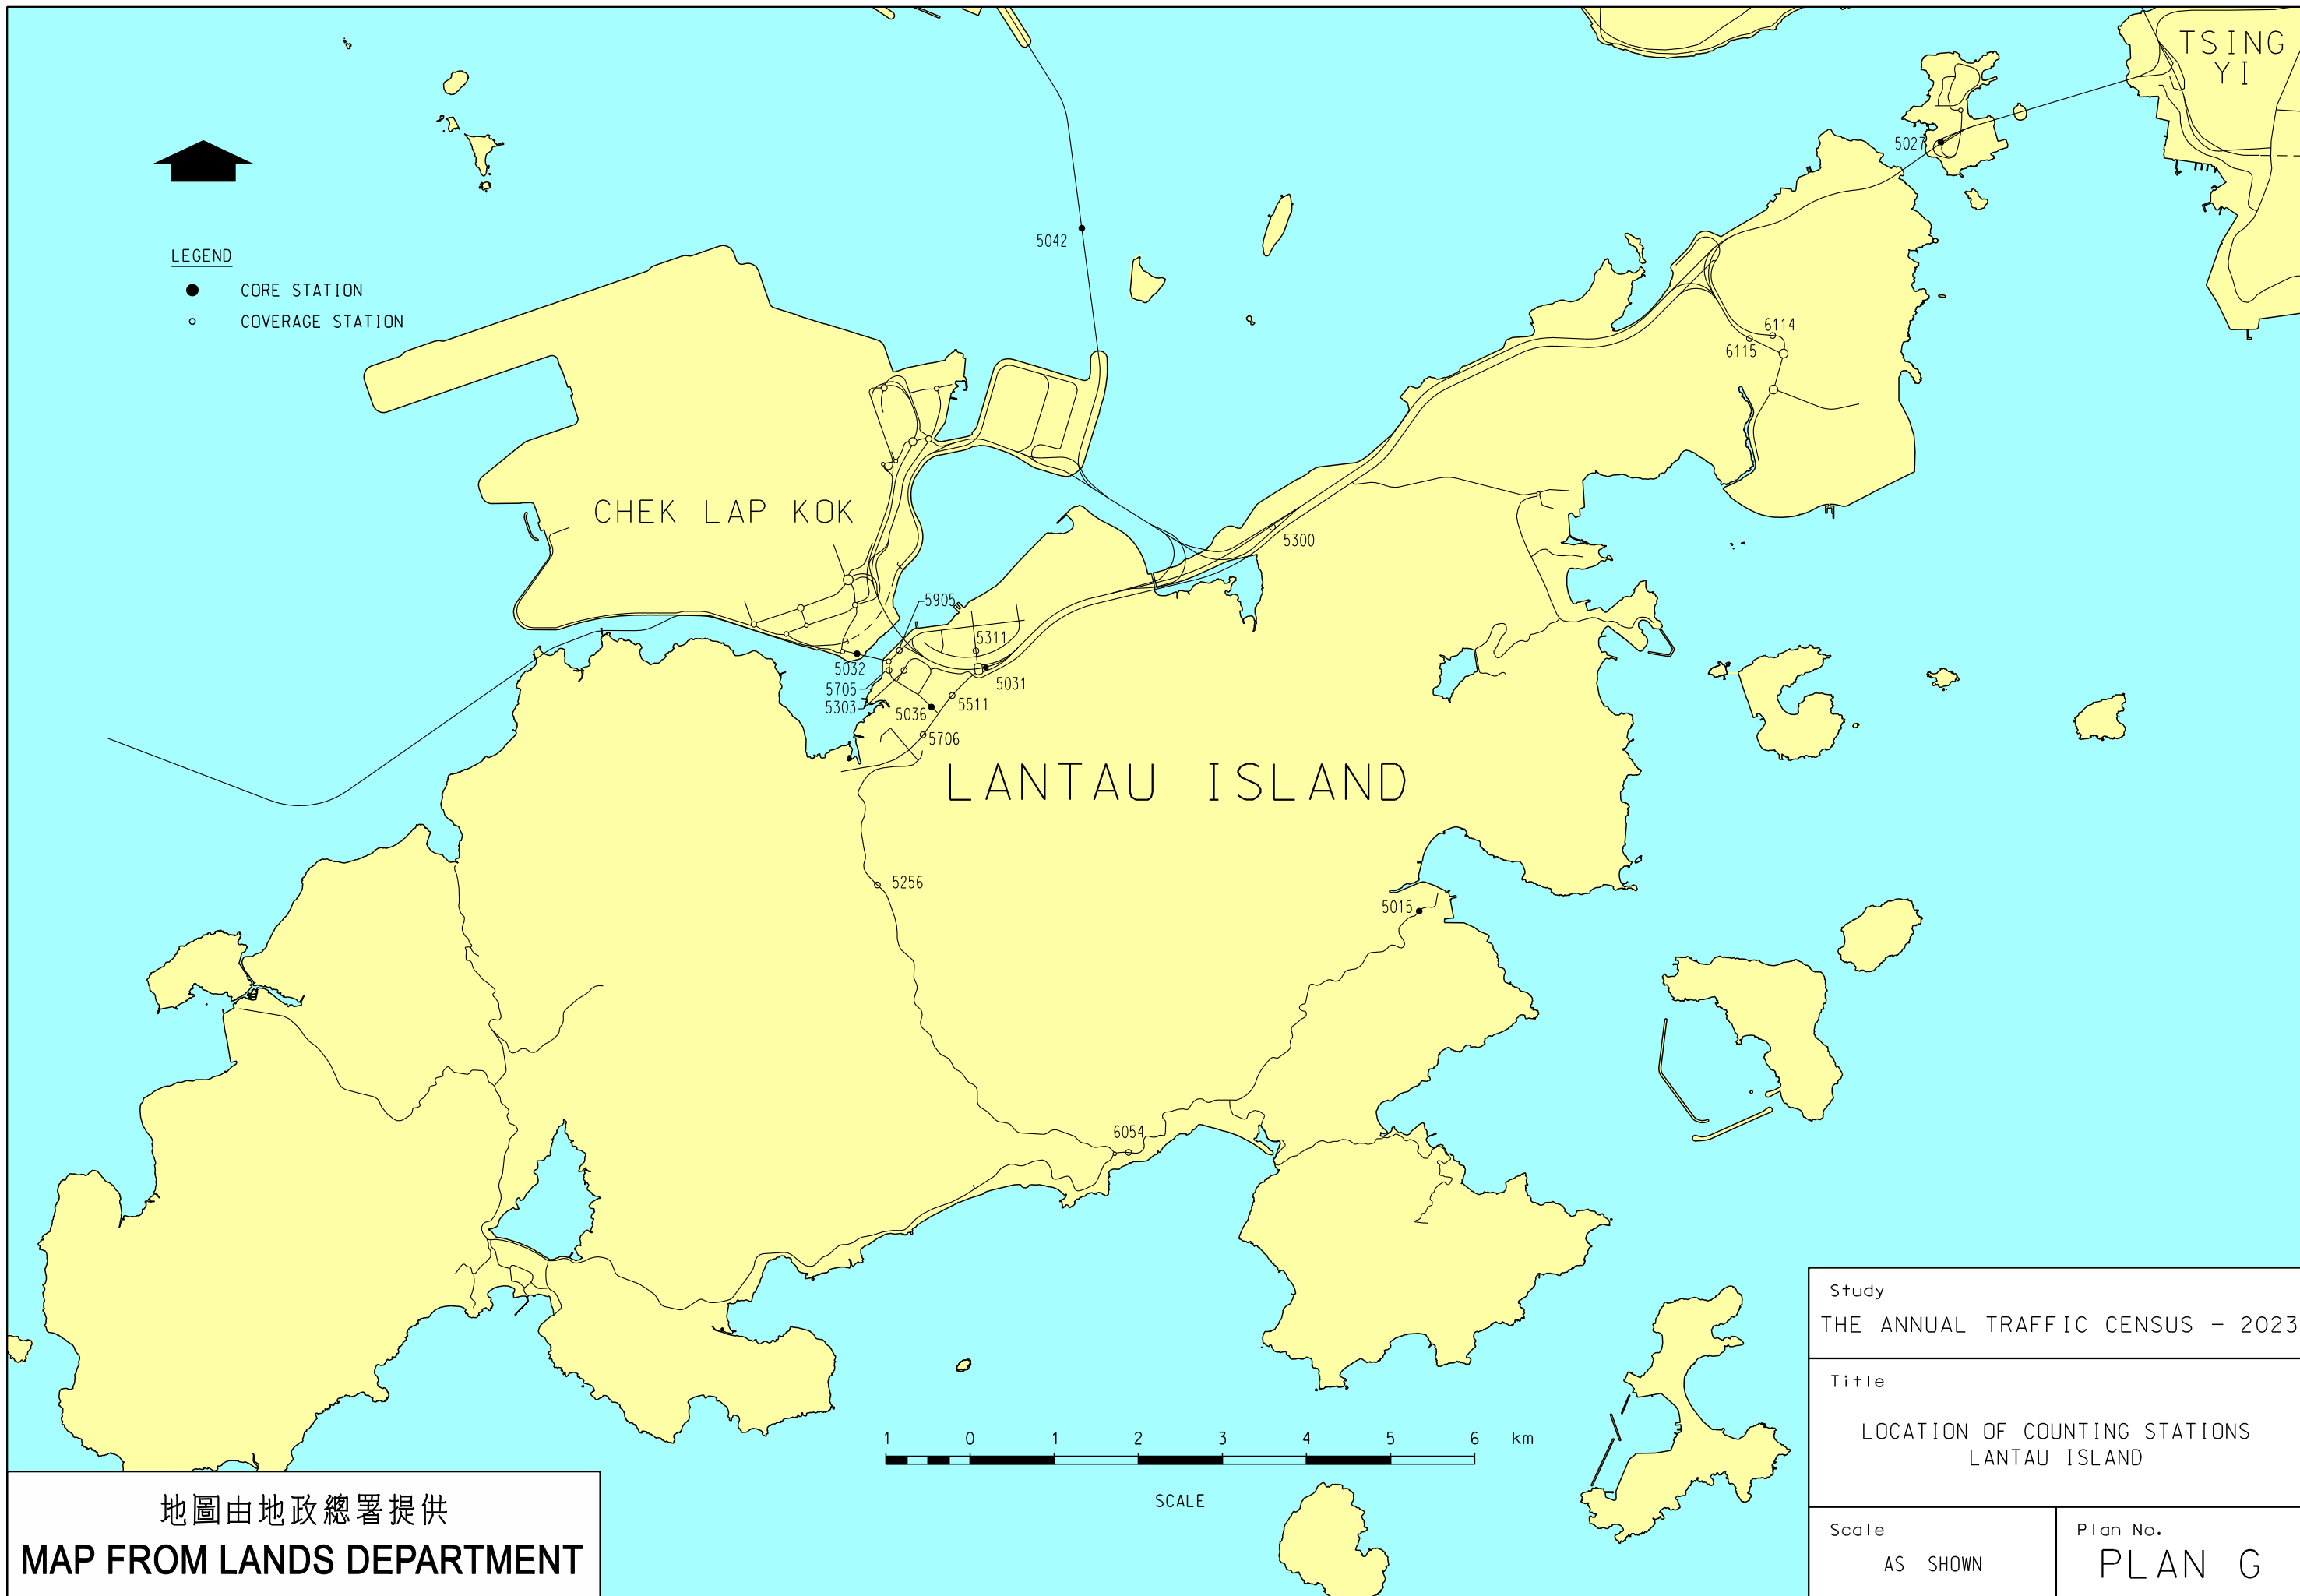 TSING
YI
5027
5042
LEGEND
CORE STATION
COVERAGE STATION
6114
6115
CHEK LAP KOK
5300
5905
5311
5032
5705
5031
5303
5036
5511
5706
LANTAU ISLAND
5256
5015
6054
1 0 1 2 3 4 5 6 km
SCALE
地圖由地政總署提供
MAP FROM LANDS DEPARTMENT
Study
THE ANNUAL TRAFFIC CENSUS - 2023
Title
LOCATION OF COUNTING STATIONS
LANTAU ISLAND
Scale
AS SHOWN
Plan No.
PLAN G